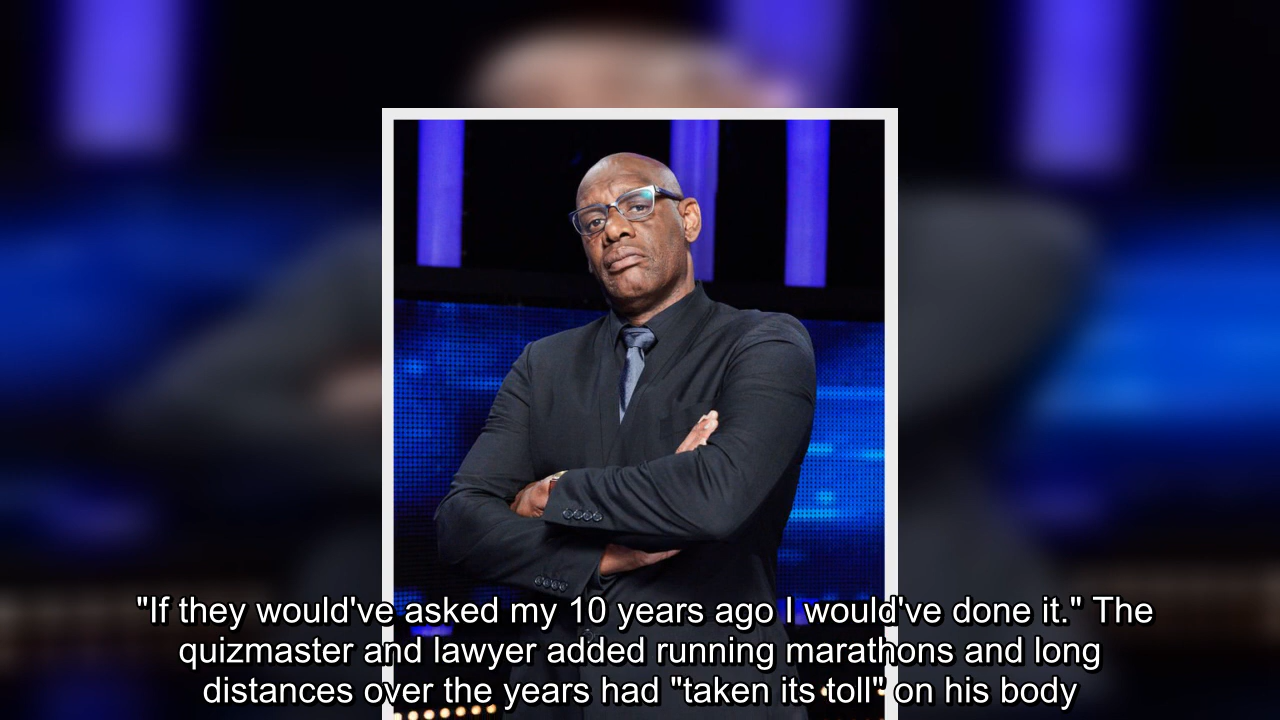 "If they would've asked my 10 years ago I would've done it." The
quizmaster and lawyer added running marathons and long
distances over the years had "taken its toll" on his body